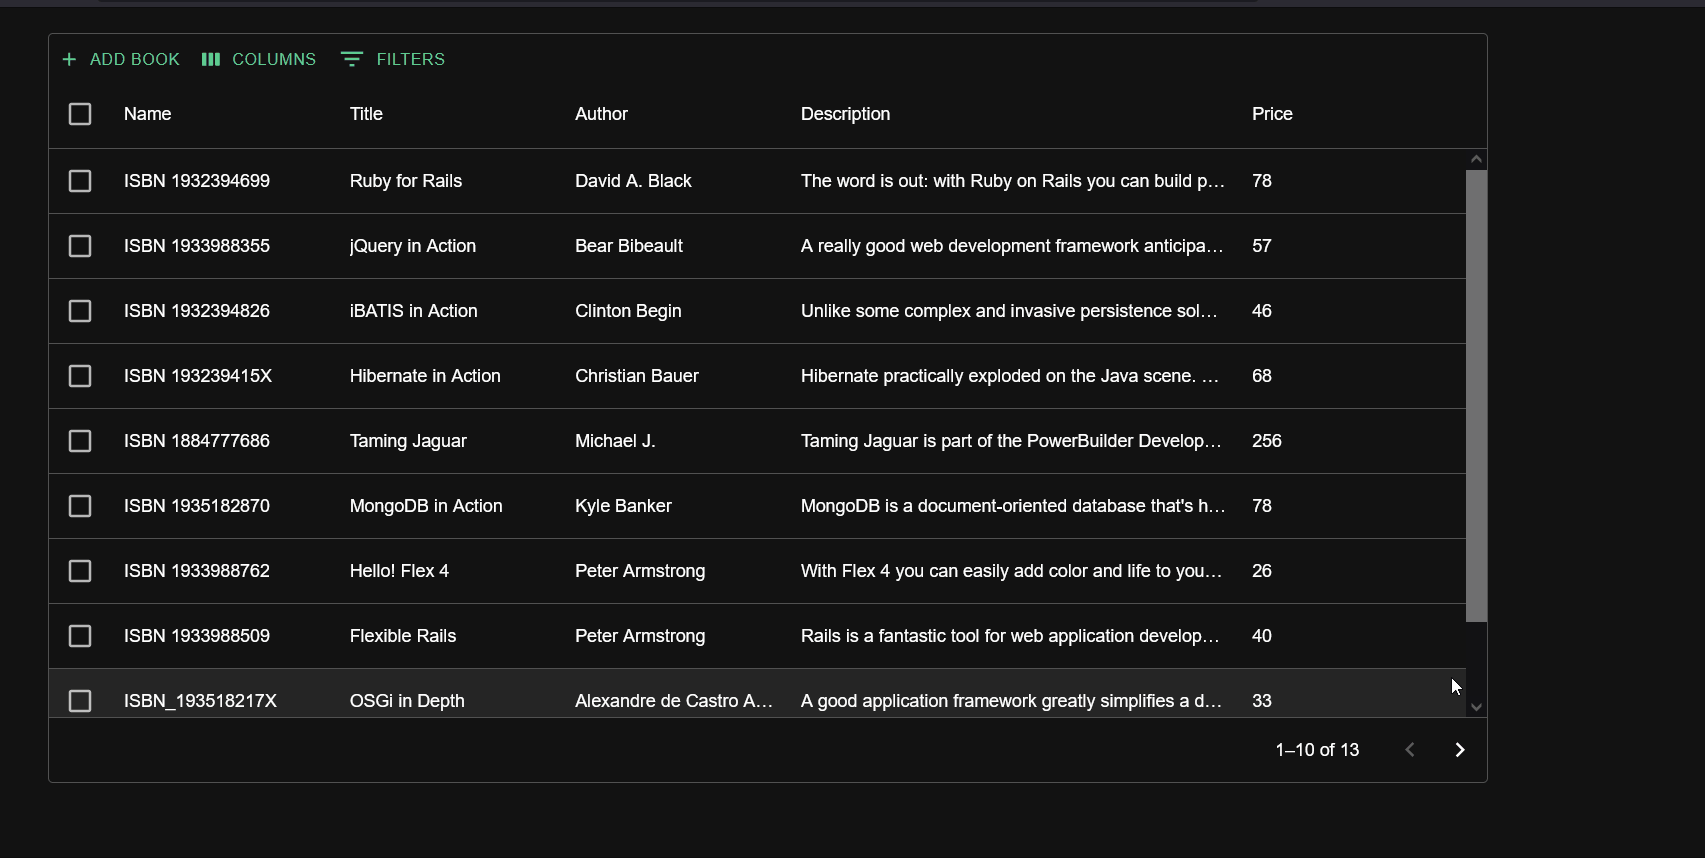 + ADD BOOK COLUMNS FILTERS
Name Title Author Description Price
ISBN 1932394699 Ruby for Rails David A. Black The word is out: with Ruby on Rails you can build p... 78
ISBN 1933988355 jQuery in Action Bear Bibeault A really good web development framework anticipa... 57
ISBN 1932394826 iBATIS in Action Clinton Begin Unlike some complex and invasive persistence sol... 46
ISBN 193239415X Hibernate in Action Christian Bauer Hibernate practically exploded on the Java scene. ... 68
ISBN 1884777686 Taming Jaguar Michael J. Taming Jaguar is part of the PowerBuilder Develop... 256
ISBN 1935182870 MongoDB in Action Kyle Banker MongoDB is a document-oriented database that's h... 78
ISBN 1933988762 Hello! Flex 4 Peter Armstrong With Flex 4 you can easily add color and life to you... 26
ISBN 1933988509 Flexible Rails Peter Armstrong Rails is a fantastic tool for web application develop... 40
ISBN_193518217X OSGi in Depth Alexandre de Castro A... A good application framework greatly simplifies a d... 33
1–10 of 13